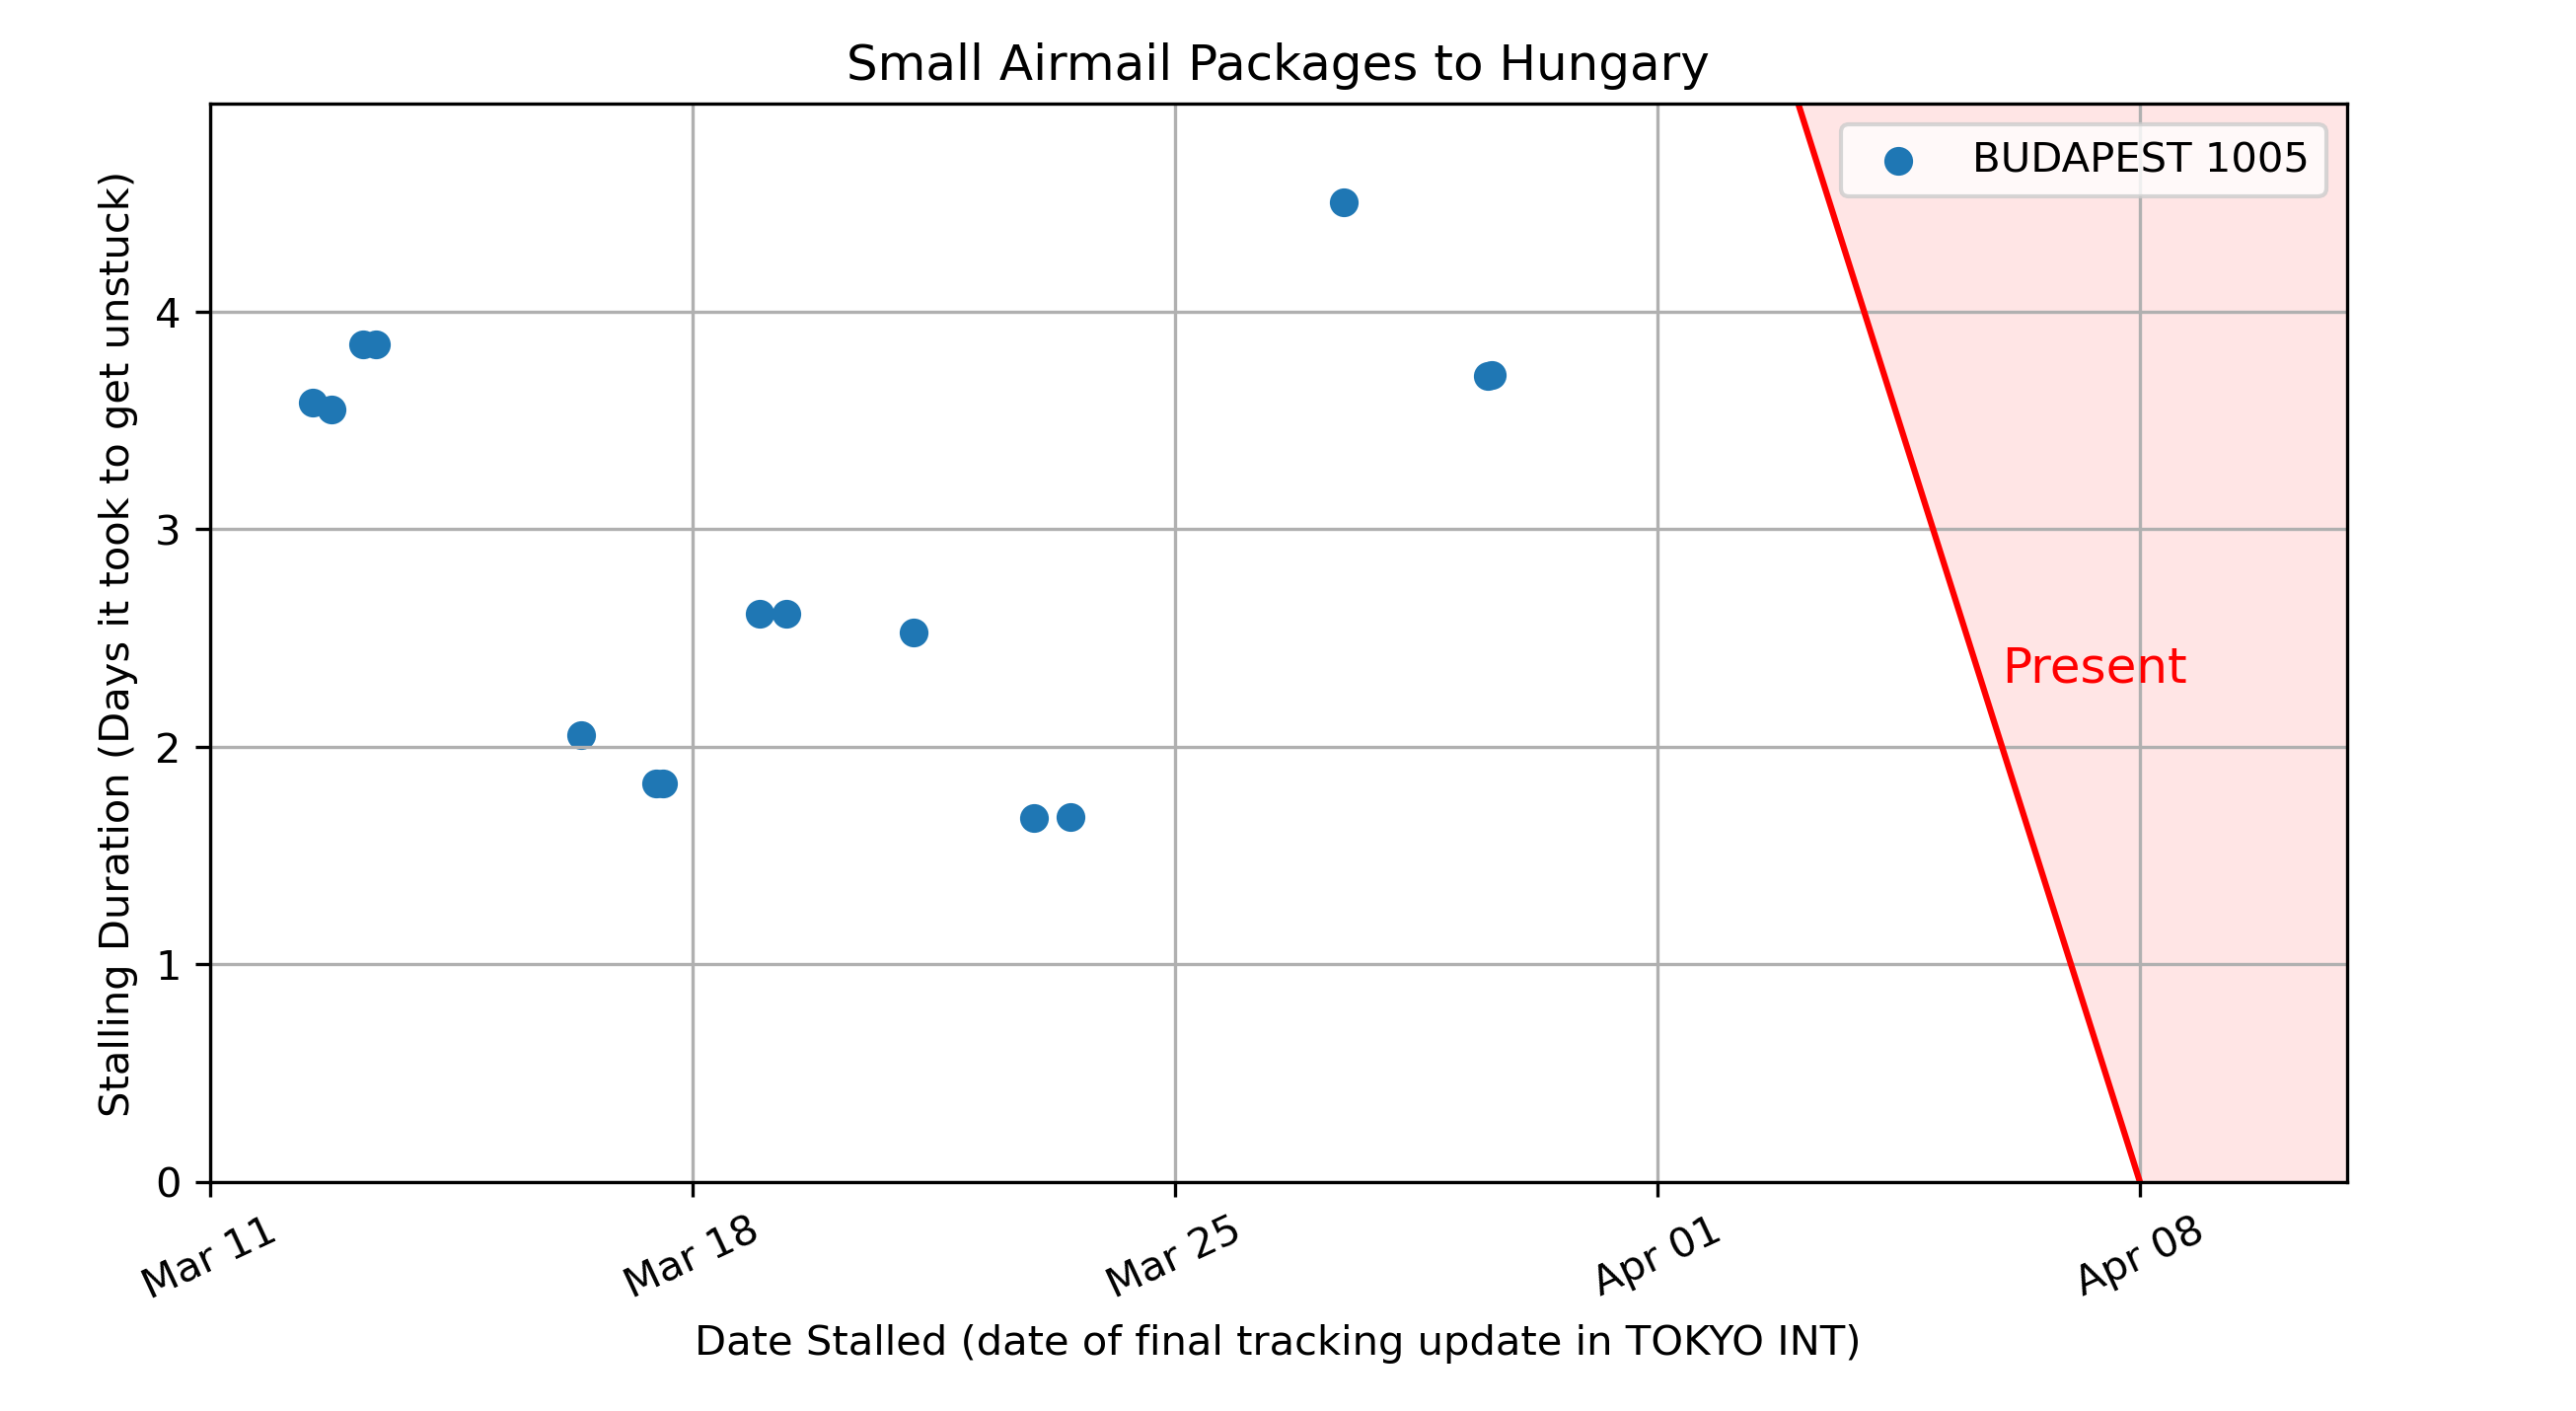 Small Airmail Packages to Hungary
BUDAPEST 1005
Stalling Duration (Days it took to get unstuck)
4
3
2
1
0
Present
Mar 11
Mar 18
Mar 25
Apr 01
Apr 08
Date Stalled (date of final tracking update in TOKYO INT)